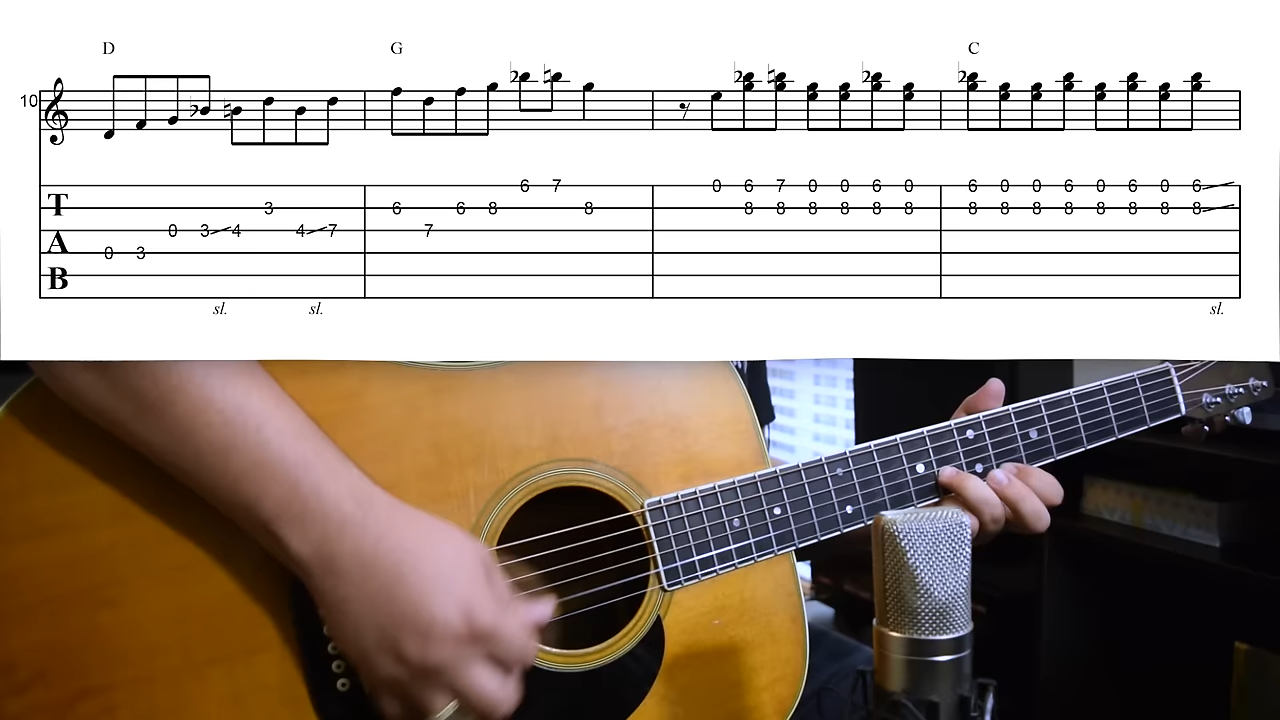 D G C
10
6 7 0 6 7 0 0 6 0 6 0 0 6 0 6 0 6
T 3 6 6 8 8 8 8 8 8 8 8 8 8 8 8 8 8 8 8
0 3 4 4 7 7
A 0 3
B
sl. sl. sl.